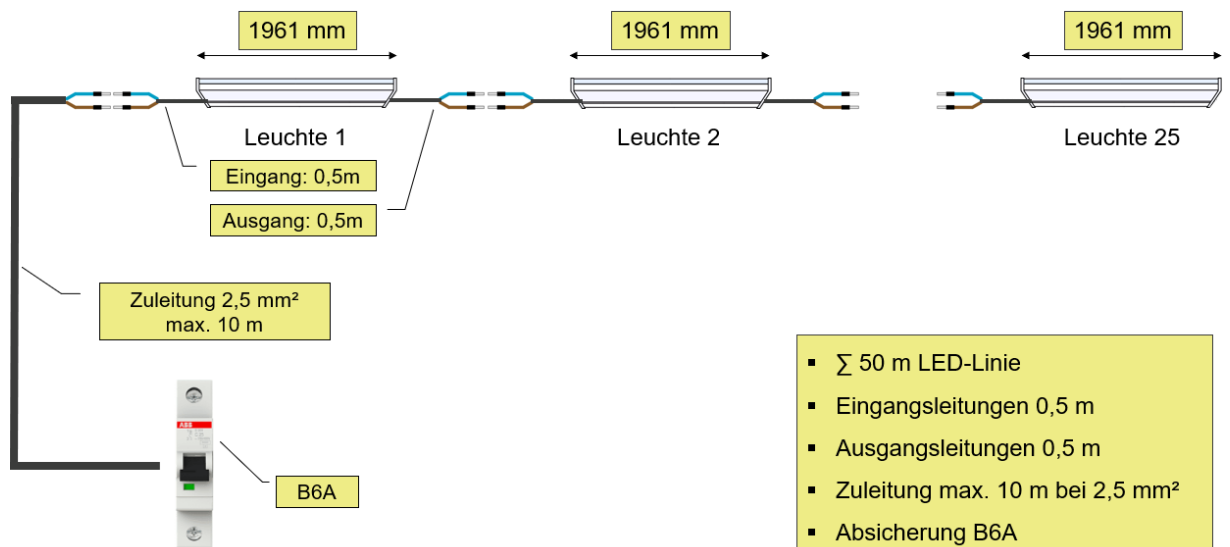 1961 mm
1961 mm
1961 mm
Leuchte 1
Leuchte 2
Leuchte 25
Eingang: 0,5m
Ausgang: 0,5m
Zuleitung 2,5 mm²
max. 10 m
ABB
B6A
▪ ∑ 50 m LED-Linie
▪ Eingangsleitungen 0,5 m
▪ Ausgangsleitungen 0,5 m
▪ Zuleitung max. 10 m bei 2,5 mm²
▪ Absicherung B6A